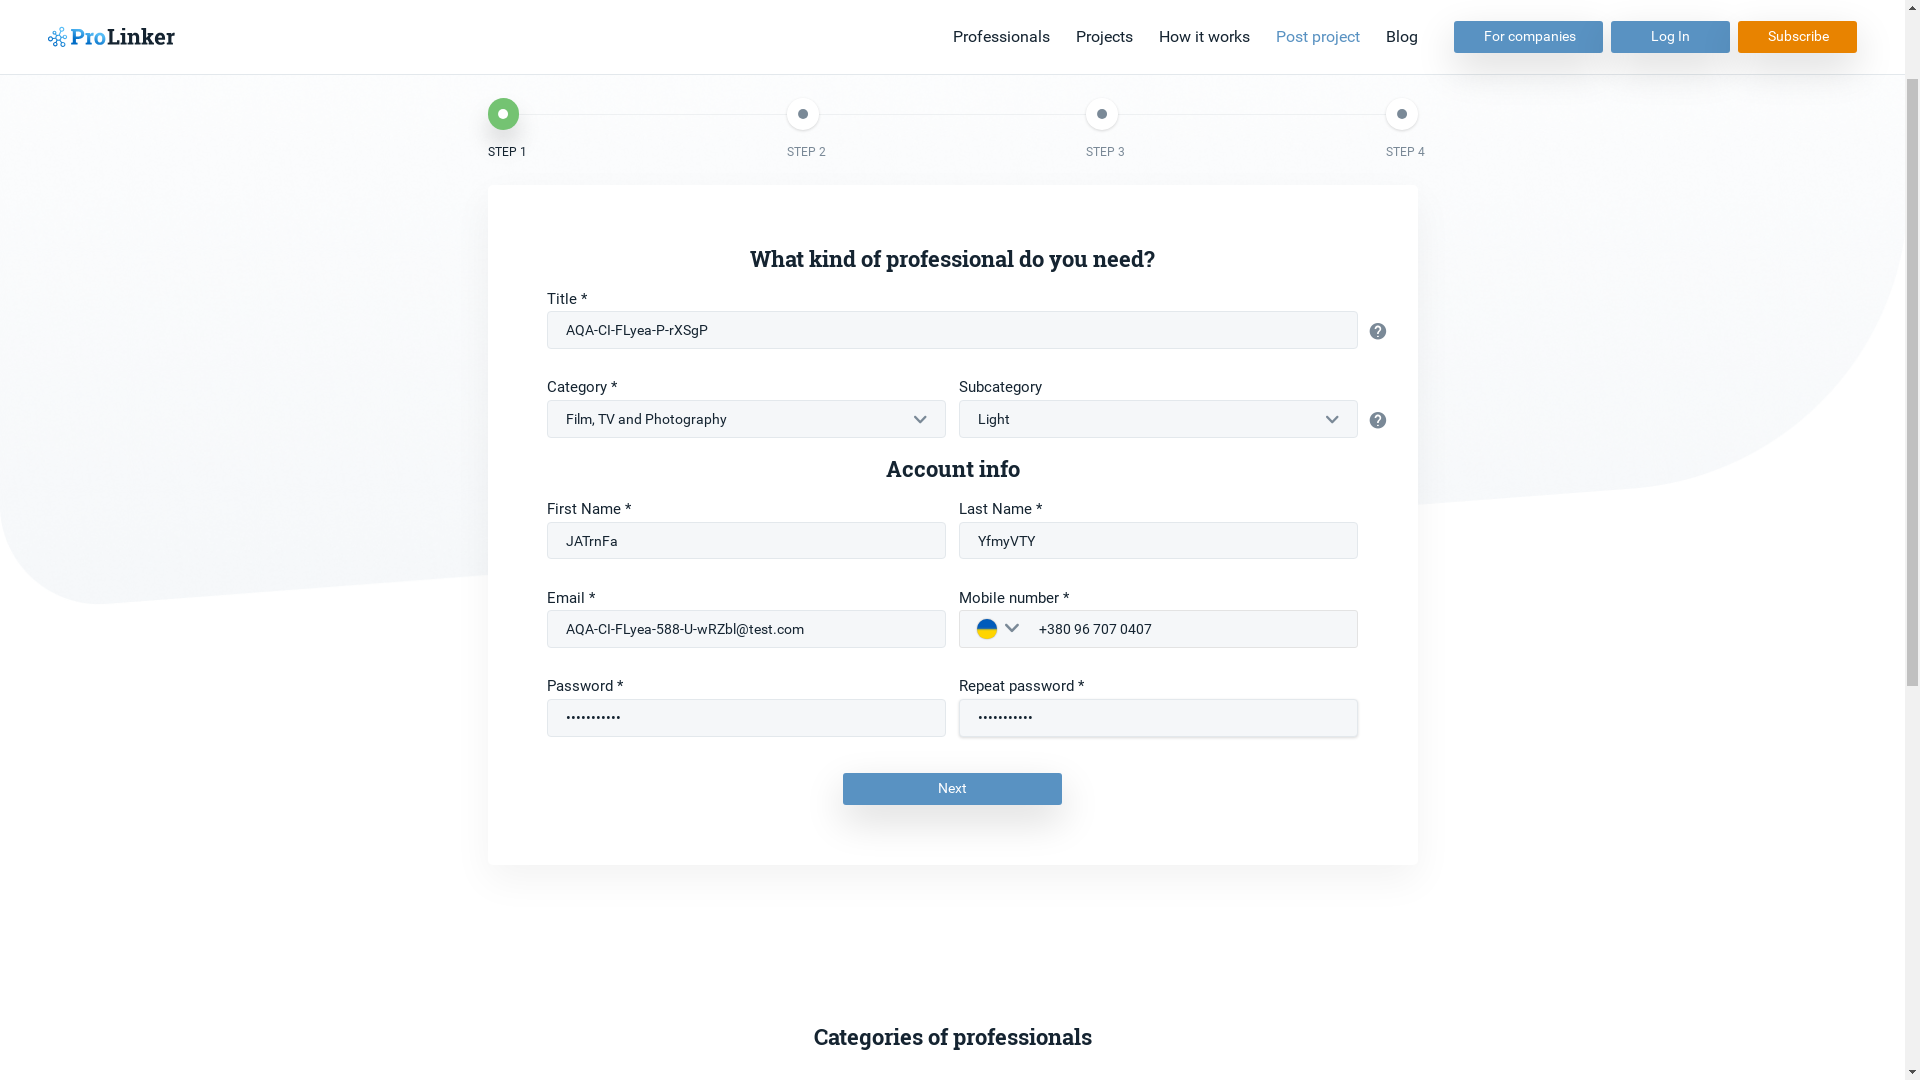 ProLinker
Professionals Projects How it works Post project Blog For companies Log In Subscribe
STEP 1 STEP 2 STEP 3 STEP 4
What kind of professional do you need?
Title *
AQA-CI-FLyea-P-rXSgP
Category * Subcategory
Film, TV and Photography Light
Account info
First Name * Last Name *
JATrnFa YfmyVTY
Email * Mobile number *
AQA-CI-FLyea-588-U-wRZbl@test.com +380 96 707 0407
Password * Repeat password *
••••••••••• •••••••••••
Next
Categories of professionals